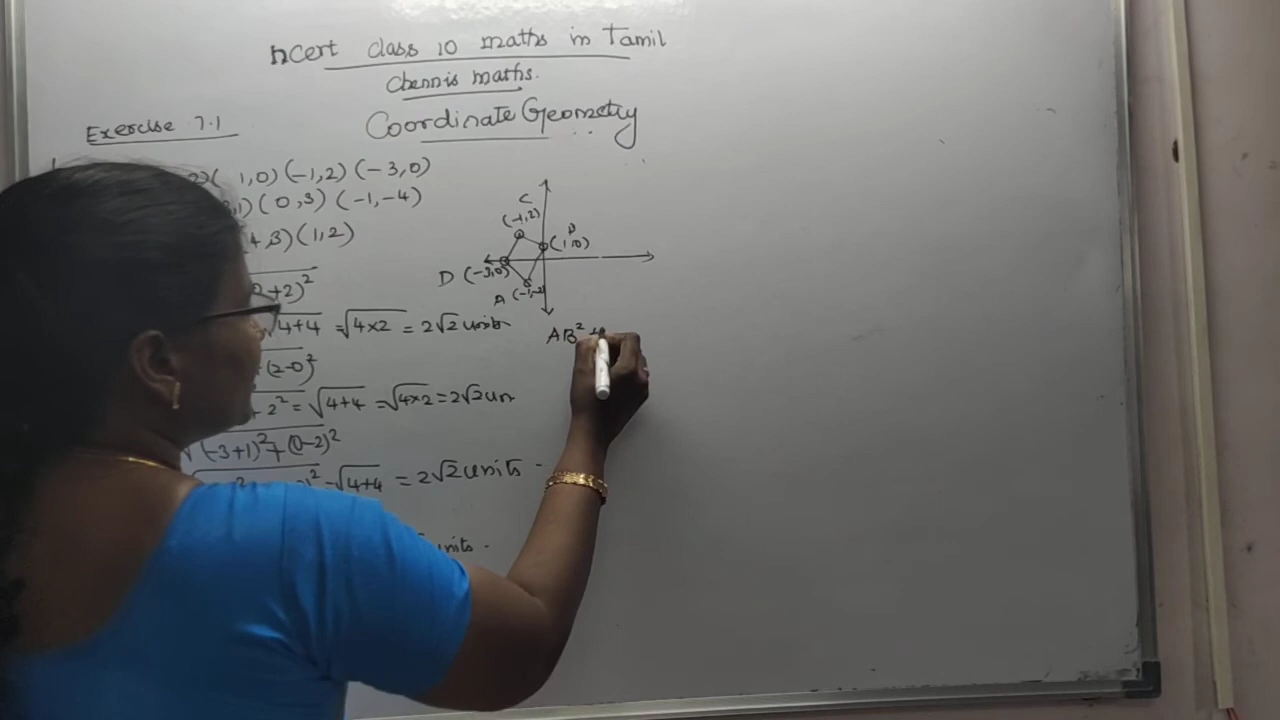 ncert class 10 maths in Tamil
Chennis maths.
Coordinate Geometry
Exercise 7.1
1,0) (-1,2) (-3,0)
,1) (0,3) (-1,-4)
4,3) (1,2)
+2)²
√4+4 = √4×2 = 2√2 units
(2-0)²
+ 2² = √4+4 = √4×2 = 2√2 un
√(-3+1)² + (0-2)²
√4+4 = 2√2 units -
units.
C
(-1,2)
B
(1,0)
D (-3,0)
A (-1,-2)
AB² +